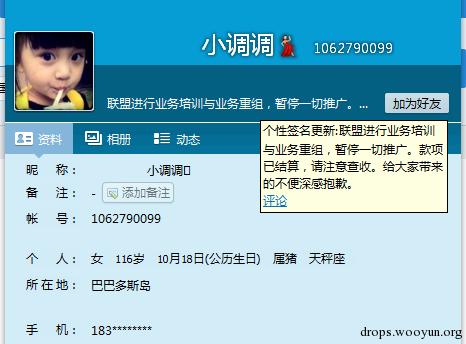 小调调 1062790099
联盟进行业务培训与业务重组，暂停一切推广。... 加为好友
个性签名更新:联盟进行业务培训
与业务重组，暂停一切推广。款项
已结算，请注意查收。给大家带来
的不便深感抱歉。
评论
资料 相册 动态
昵 称： 小调调
备 注： - 添加备注
帐 号： 1062790099
个 人： 女 116岁 10月18日(公历生日) 属猪 天秤座
所在地： 巴巴多斯岛
手 机： 183********
drops.wooyun.org